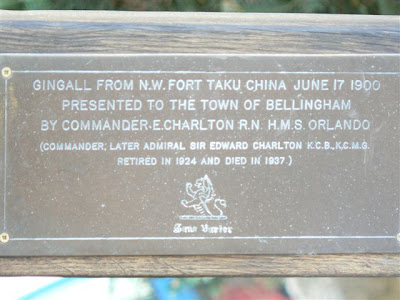 GINGALL FROM N.W. FORT TAKU CHINA JUNE 17 1900
PRESENTED TO THE TOWN OF BELLINGHAM
BY COMMANDER·E.CHARLTON R.N. H.M.S. ORLANDO
(COMMANDER; LATER ADMIRAL SIR EDWARD CHARLTON K.C.B., K.C.M.G.
RETIRED IN 1924 AND DIED IN 1937.)
Sans Varier